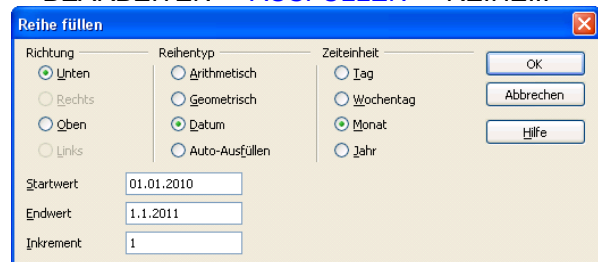 Reihe füllen
Richtung Reihentyp Zeiteinheit
Unten Arithmetisch Tag OK
Rechts Geometrisch Wochentag Abbrechen
Oben Datum Monat Hilfe
Links Auto-Ausfüllen Jahr
Startwert 01.01.2010
Endwert 1.1.2011
Inkrement 1